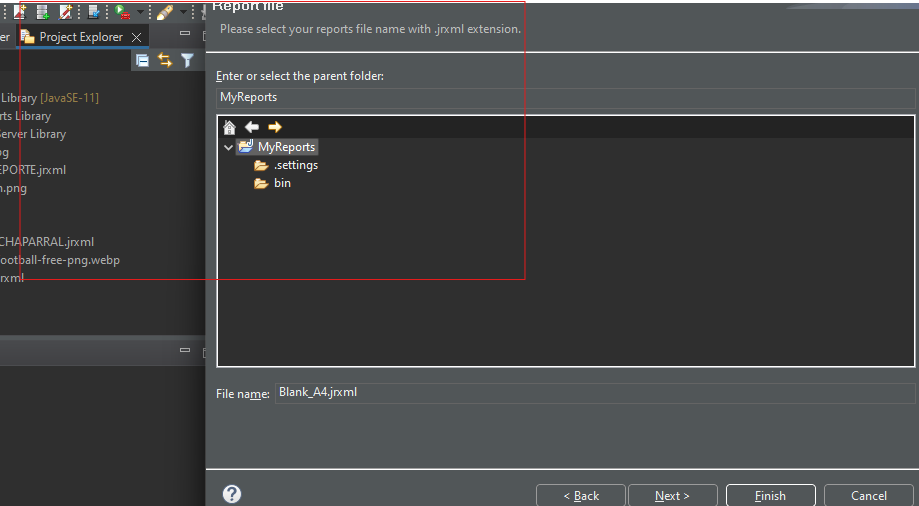 Report file
Please select your reports file name with .jrxml extension.
er
Project Explorer
Enter or select the parent folder:
MyReports
Library [JavaSE-11]
rts Library
Server Library
ng
EPORTE.jrxml
n.png
CHAPARRAL.jrxml
ootball-free-png.webp
rxml
MyReports
.settings
bin
File name:
Blank_A4.jrxml
< Back
Next >
Finish
Cancel